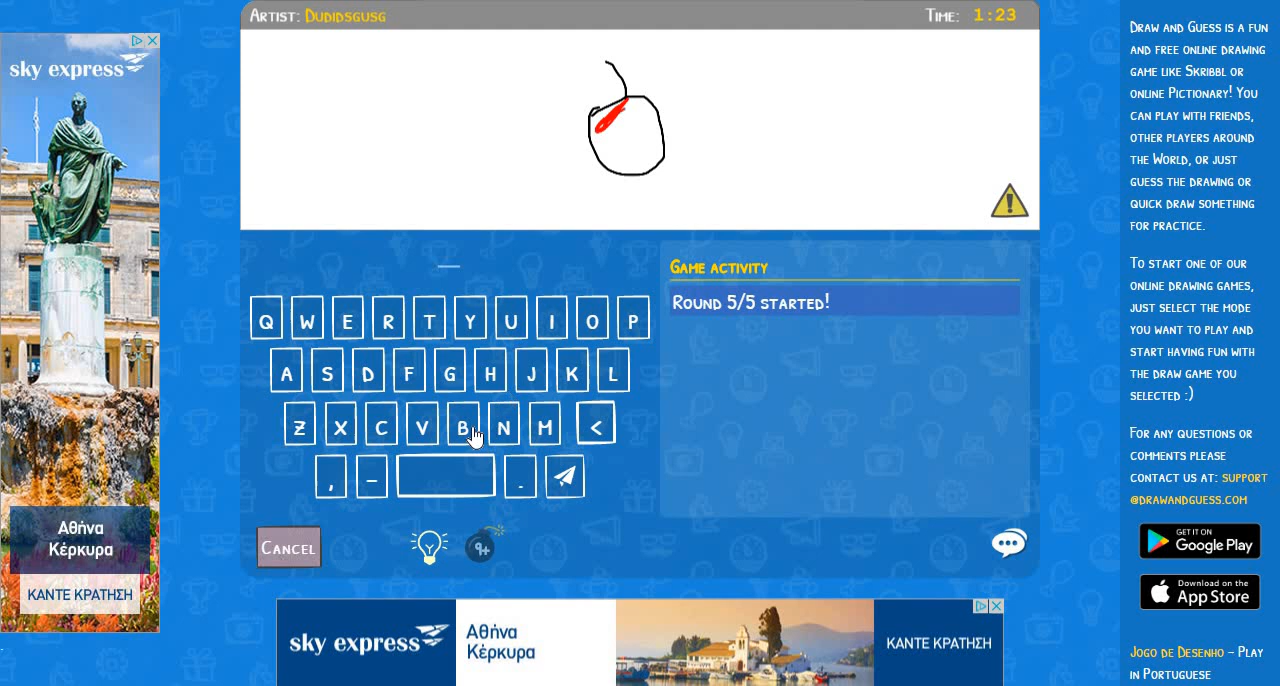 Artist: Dudidsgusg
Time: 1:23
sky express
Αθήνα
Κέρκυρα
ΚΑΝΤΕ ΚΡΑΤΗΣΗ
Game activity
Round 5/5 started!
Q W E R T Y U I O P
A S D F G H J K L
Z X C V B N M <
, - .
Cancel
sky express
Αθήνα
Κέρκυρα
ΚΑΝΤΕ ΚΡΑΤΗΣΗ
Draw and Guess is a fun
and free online drawing
game like Skribbl or
online Pictionary! You
can play with friends,
other players around
the World, or just
guess the drawing or
quick draw something
for practice.
To start one of our
online drawing games,
just select the mode
you want to play and
start having fun with
the draw game you
selected :)
For any questions or
comments please
contact us at: support
@drawandguess.com
GET IT ON
Google Play
Download on the
App Store
Jogo de Desenho - Play
in Portuguese